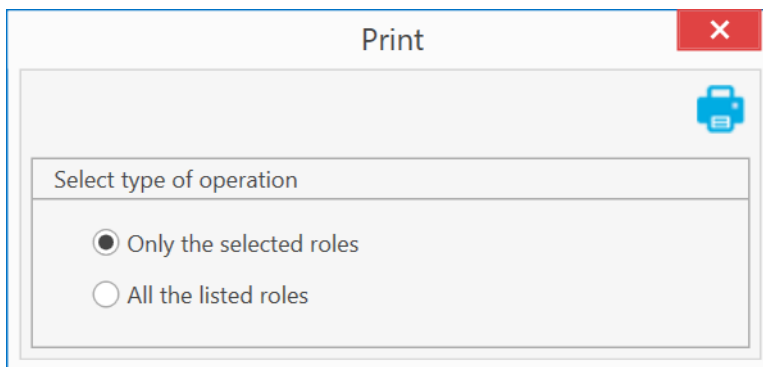 Print
Select type of operation
Only the selected roles
All the listed roles